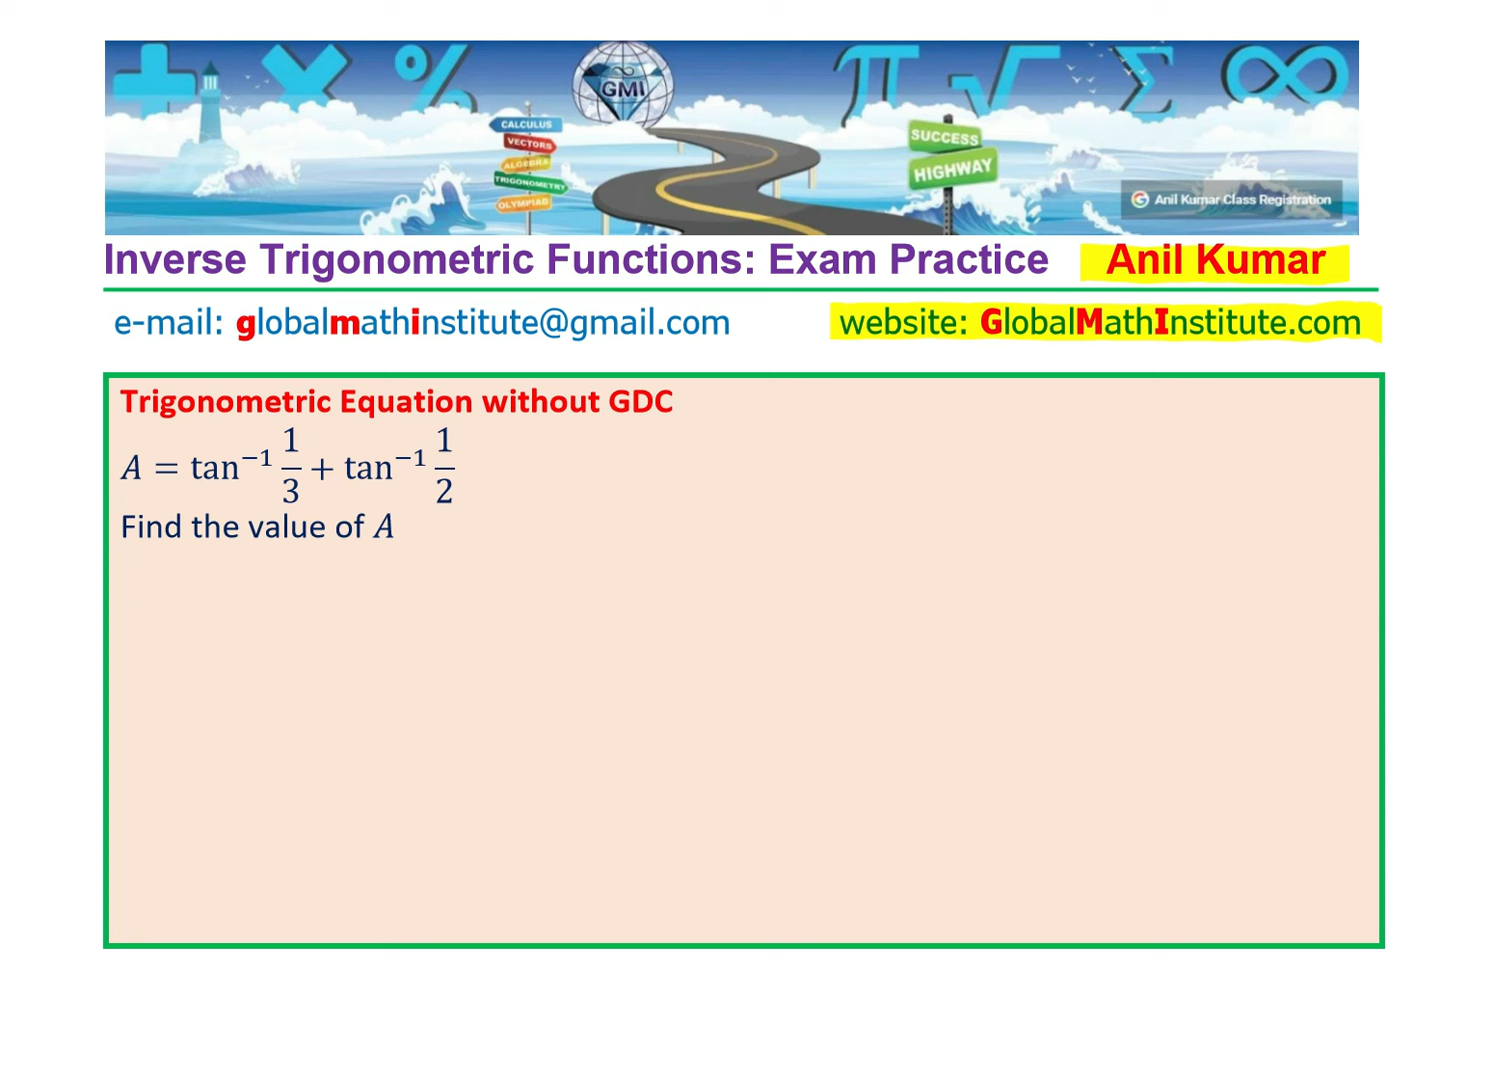 GMI
CALCULUS
VECTORS
ALGEBRA
TRIGONOMETRY
OLYMPIAD
SUCCESS
HIGHWAY
Anil Kumar Class Registration
Inverse Trigonometric Functions: Exam Practice Anil Kumar
e-mail: globalmathinstitute@gmail.com website: GlobalMathInstitute.com
Trigonometric Equation without GDC
A = tan⁻¹ 1/3 + tan⁻¹ 1/2
Find the value of A